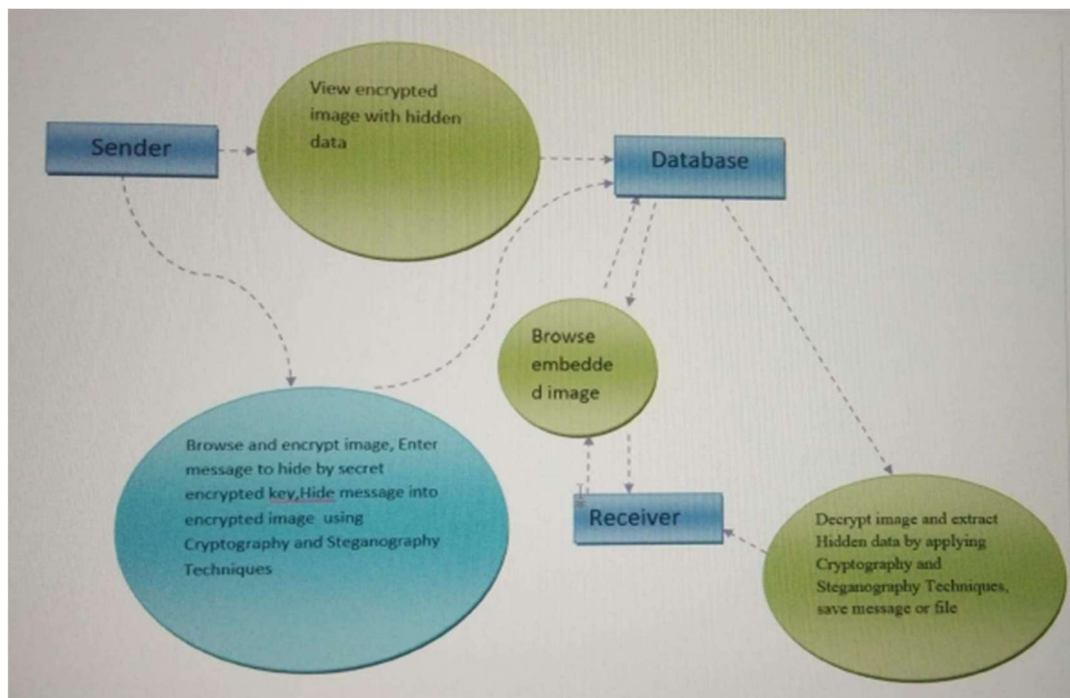 Sender
View encrypted
image with hidden
data
Database
Browse
embedde
d image
Browse and encrypt image, Enter
message to hide by secret
encrypted key,Hide message into
encrypted image using
Cryptography and Steganography
Techniques
Receiver
Decrypt image and extract
Hidden data by applying
Cryptography and
Steganography Techniques,
save message or file